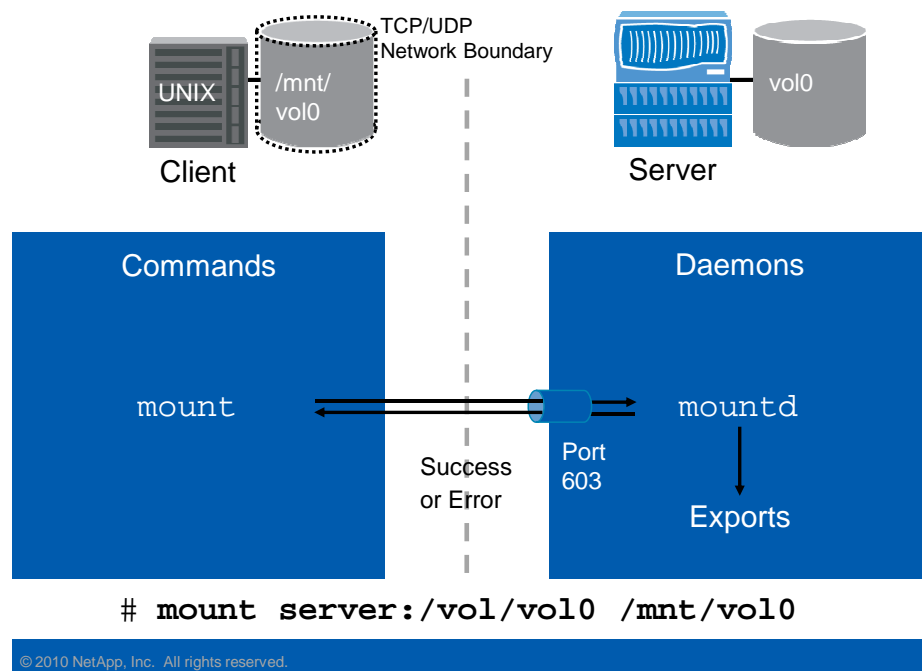 TCP/UDP
Network Boundary
UNIX
/mnt/
vol0
vol0
Client
Server
Commands
Daemons
mount
mountd
Port
603
Success
or Error
Exports
# mount server:/vol/vol0 /mnt/vol0
© 2010 NetApp, Inc. All rights reserved.